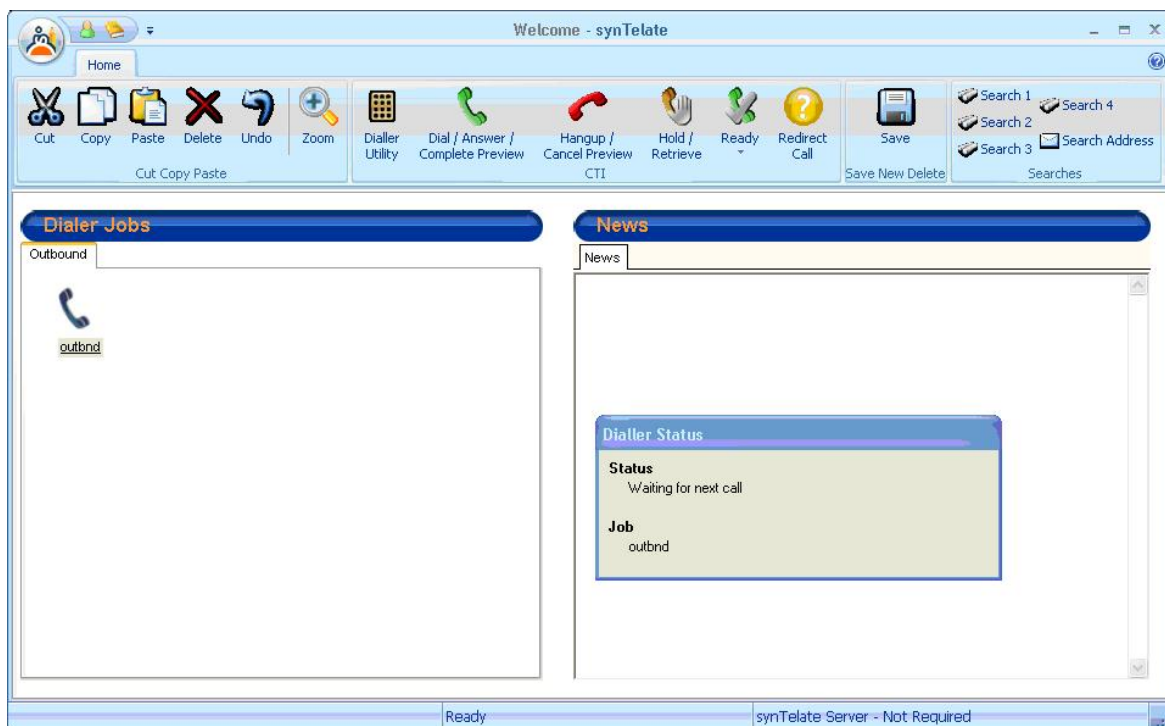 Welcome - synTelate
Home
Cut
Copy
Paste
Delete
Undo
Zoom
Cut Copy Paste
Dialler Utility
Dial / Answer / Complete Preview
Hangup / Cancel Preview
Hold / Retrieve
Ready
Redirect Call
CTI
Save
Save New Delete
Search 1
Search 2
Search 3
Search 4
Search Address
Searches
Dialer Jobs
Outbound
outbnd
News
News
Dialler Status
Status
Waiting for next call
Job
outbnd
Ready
synTelate Server - Not Required